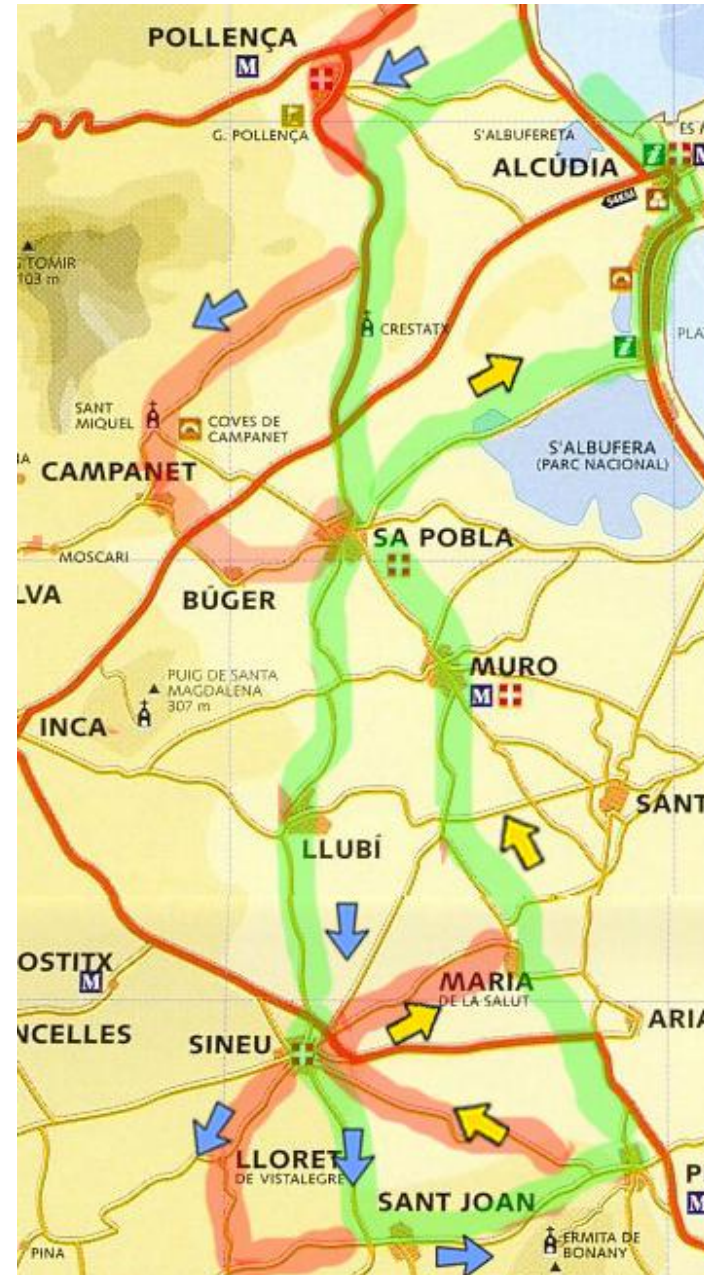 POLLENÇA
M
G. POLLENÇA
S'ALBUFERETA
ES
M
ALCÚDIA
TOMIR
103 m
CRESTATX
PLA
SANT
MIQUEL
COVES DE
CAMPANET
CAMPANET
S'ALBUFERA
(PARC NACIONAL)
SA POBLA
MOSCARI
LVA
BÚGER
PUIG DE SANTA
MAGDALENA
307 m
MURO
M
INCA
SANT
LLUBÍ
OSTITX
M
MARIA
DE LA SALUT
ARIA
NCELLES
SINEU
LLORET
DE VISTALEGRE
P
M
SANT JOAN
ERMITA DE
BONANY
PINA